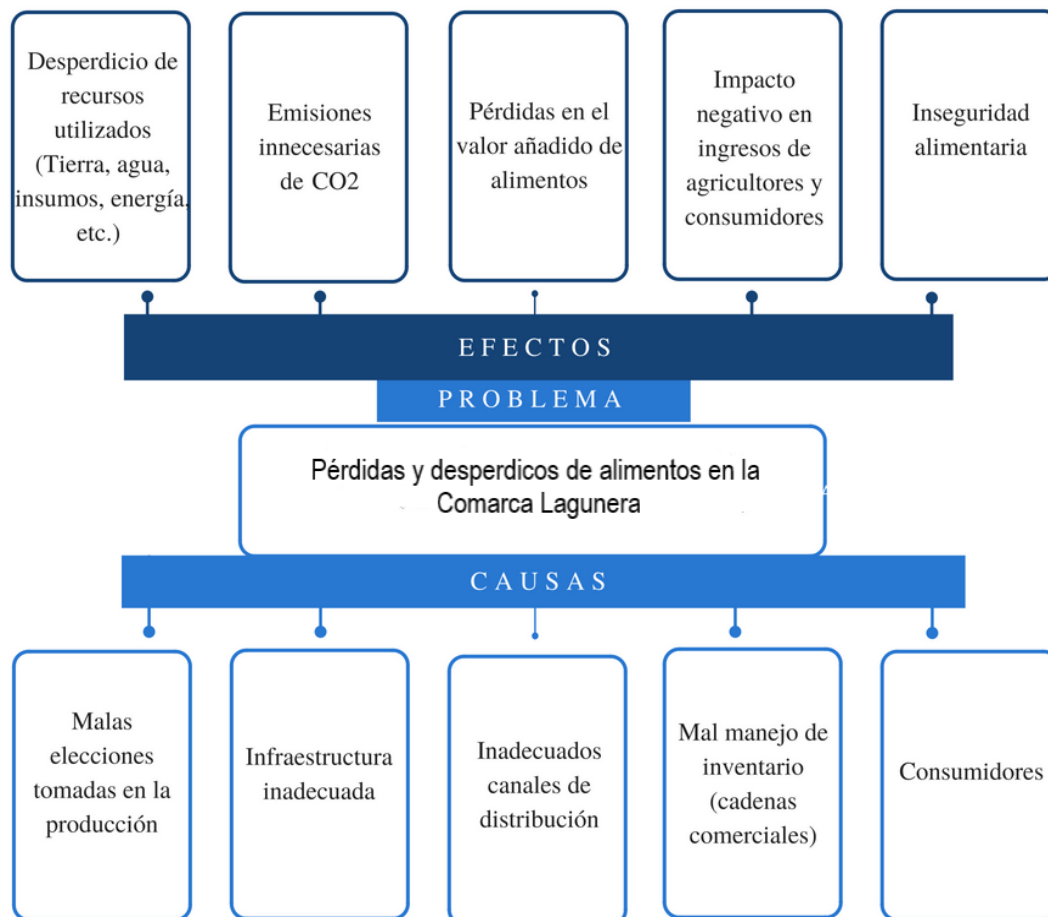 Desperdicio de
recursos
utilizados
(Tierra, agua,
insumos, energía,
etc.)
Emisiones
innecesarias
de CO2
Pérdidas en el
valor añadido de
alimentos
Impacto
negativo en
ingresos de
agricultores y
consumidores
Inseguridad
alimentaria
EFECTOS
PROBLEMA
Pérdidas y desperdicos de alimentos en la
Comarca Lagunera
CAUSAS
Malas
elecciones
tomadas en la
producción
Infraestructura
inadecuada
Inadecuados
canales de
distribución
Mal manejo de
inventario
(cadenas
comerciales)
Consumidores